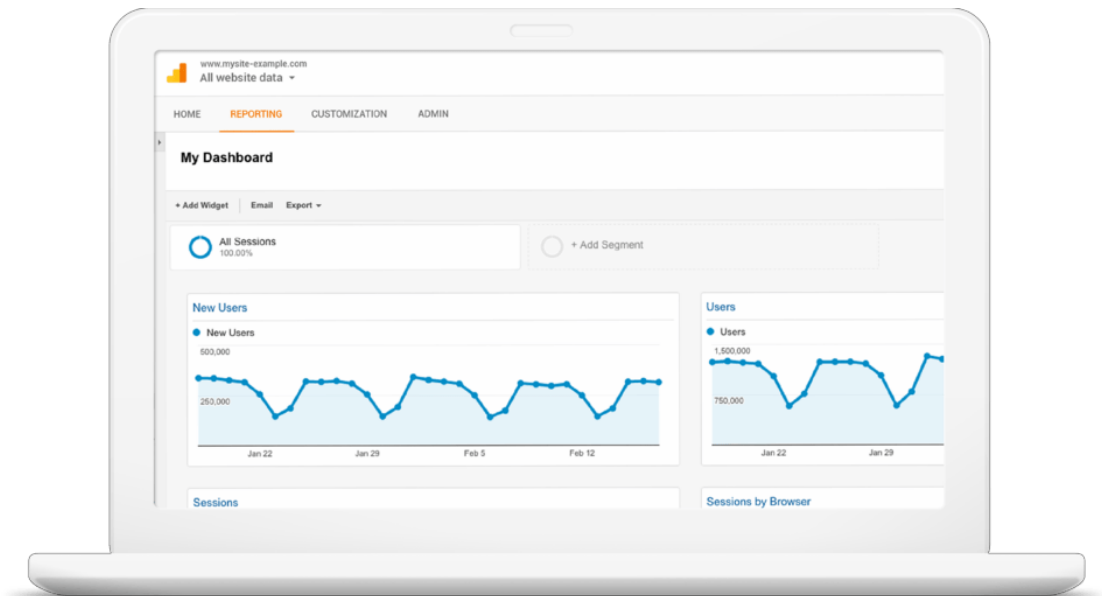 www.mysite-example.com
All website data
HOME REPORTING CUSTOMIZATION ADMIN
My Dashboard
+ Add Widget Email Export
All Sessions
100.00%
+ Add Segment
New Users
New Users
500,000
250,000
Jan 22 Jan 29 Feb 5 Feb 12
Users
Users
1,500,000
750,000
Jan 22 Jan 29
Sessions
Sessions by Browser